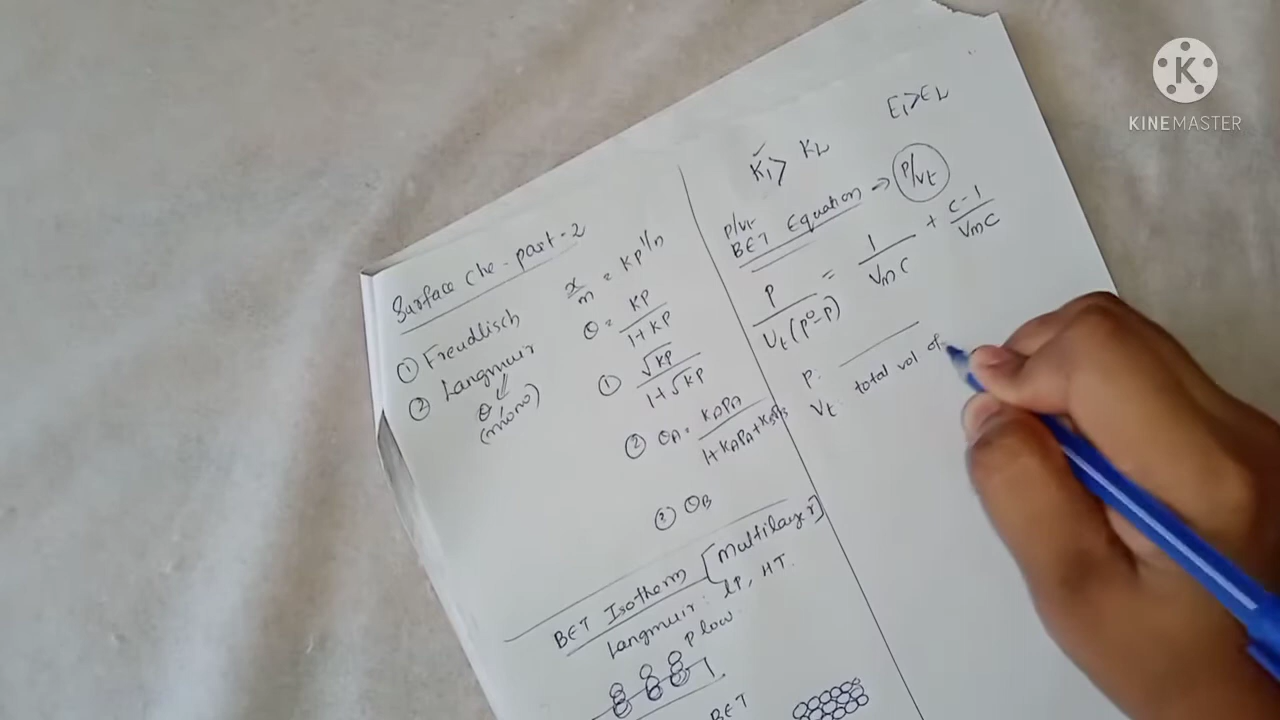 Surface Che - part-2
① Freudlisch
② Langmuir
θ
(mono)
x/m = KP^1/n
θ = KP / 1+KP
① √KP / 1+√KP
② θA = KAPA / 1+KAPA+KBPB
③ θB
BET Isotherm [Multilayer]
Langmuir: LP, HT.
P low
BET
E1>EL
K1> KL
P/Vt
BET Equation → P/Vt
P / Vt(P⁰-P) = 1 / VmC + C-1 / VmC
P:
Vt: total vol of
KINEMASTER